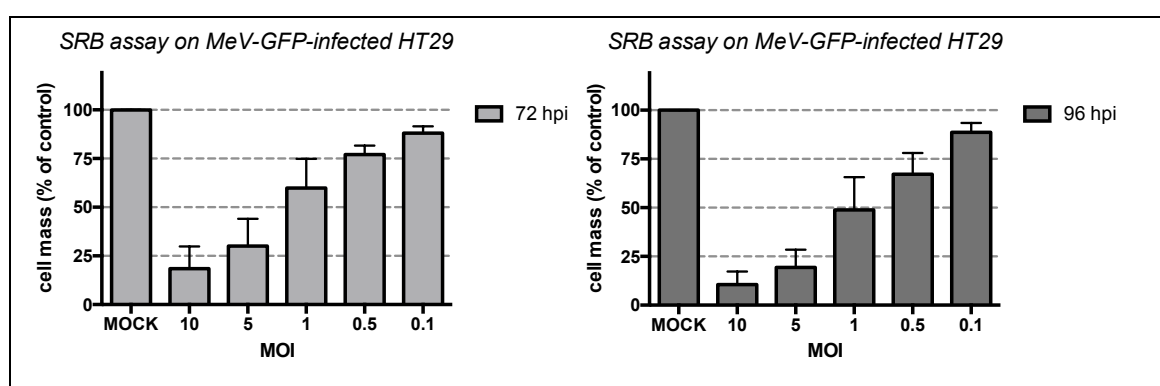 SRB assay on MeV-GFP-infected HT29
cell mass (% of control)
100
75
50
25
0
MOCK 10 5 1 0.5 0.1
MOI
72 hpi
SRB assay on MeV-GFP-infected HT29
cell mass (% of control)
100
75
50
25
0
MOCK 10 5 1 0.5 0.1
MOI
96 hpi